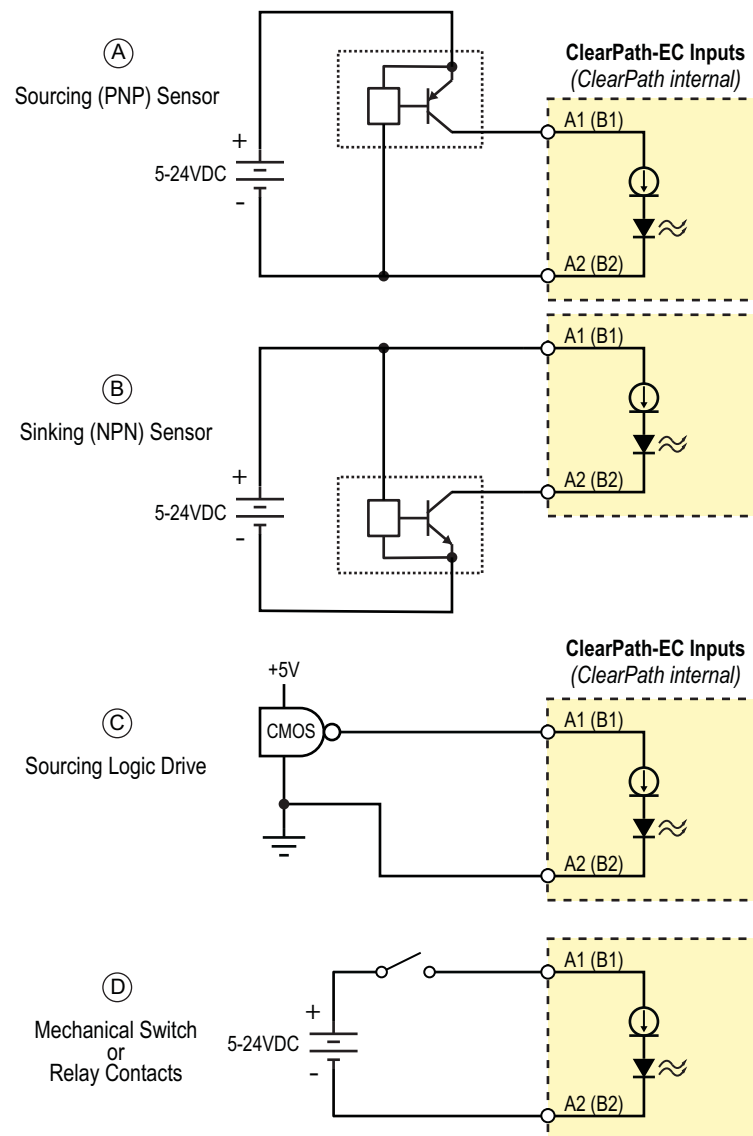 A
Sourcing (PNP) Sensor
+
5-24VDC
-
ClearPath-EC Inputs
(ClearPath internal)
A1 (B1)
A2 (B2)
B
Sinking (NPN) Sensor
+
5-24VDC
-
A1 (B1)
A2 (B2)
C
Sourcing Logic Drive
+5V
CMOS
ClearPath-EC Inputs
(ClearPath internal)
A1 (B1)
A2 (B2)
D
Mechanical Switch
or
Relay Contacts
+
5-24VDC
-
A1 (B1)
A2 (B2)